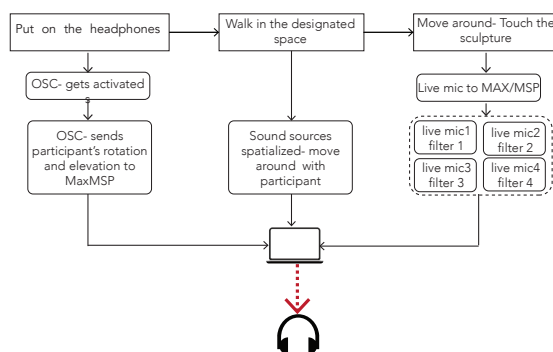 Put on the headphones
Walk in the designated
space
Move around- Touch the
sculpture
OSC- gets activated
s
Live mic to MAX/MSP
OSC- sends
participant's rotation
and elevation to
MaxMSP
Sound sources
spatialized- move
around with
participant
live mic1
filter 1
live mic2
filter 2
live mic3
filter 3
live mic4
filter 4